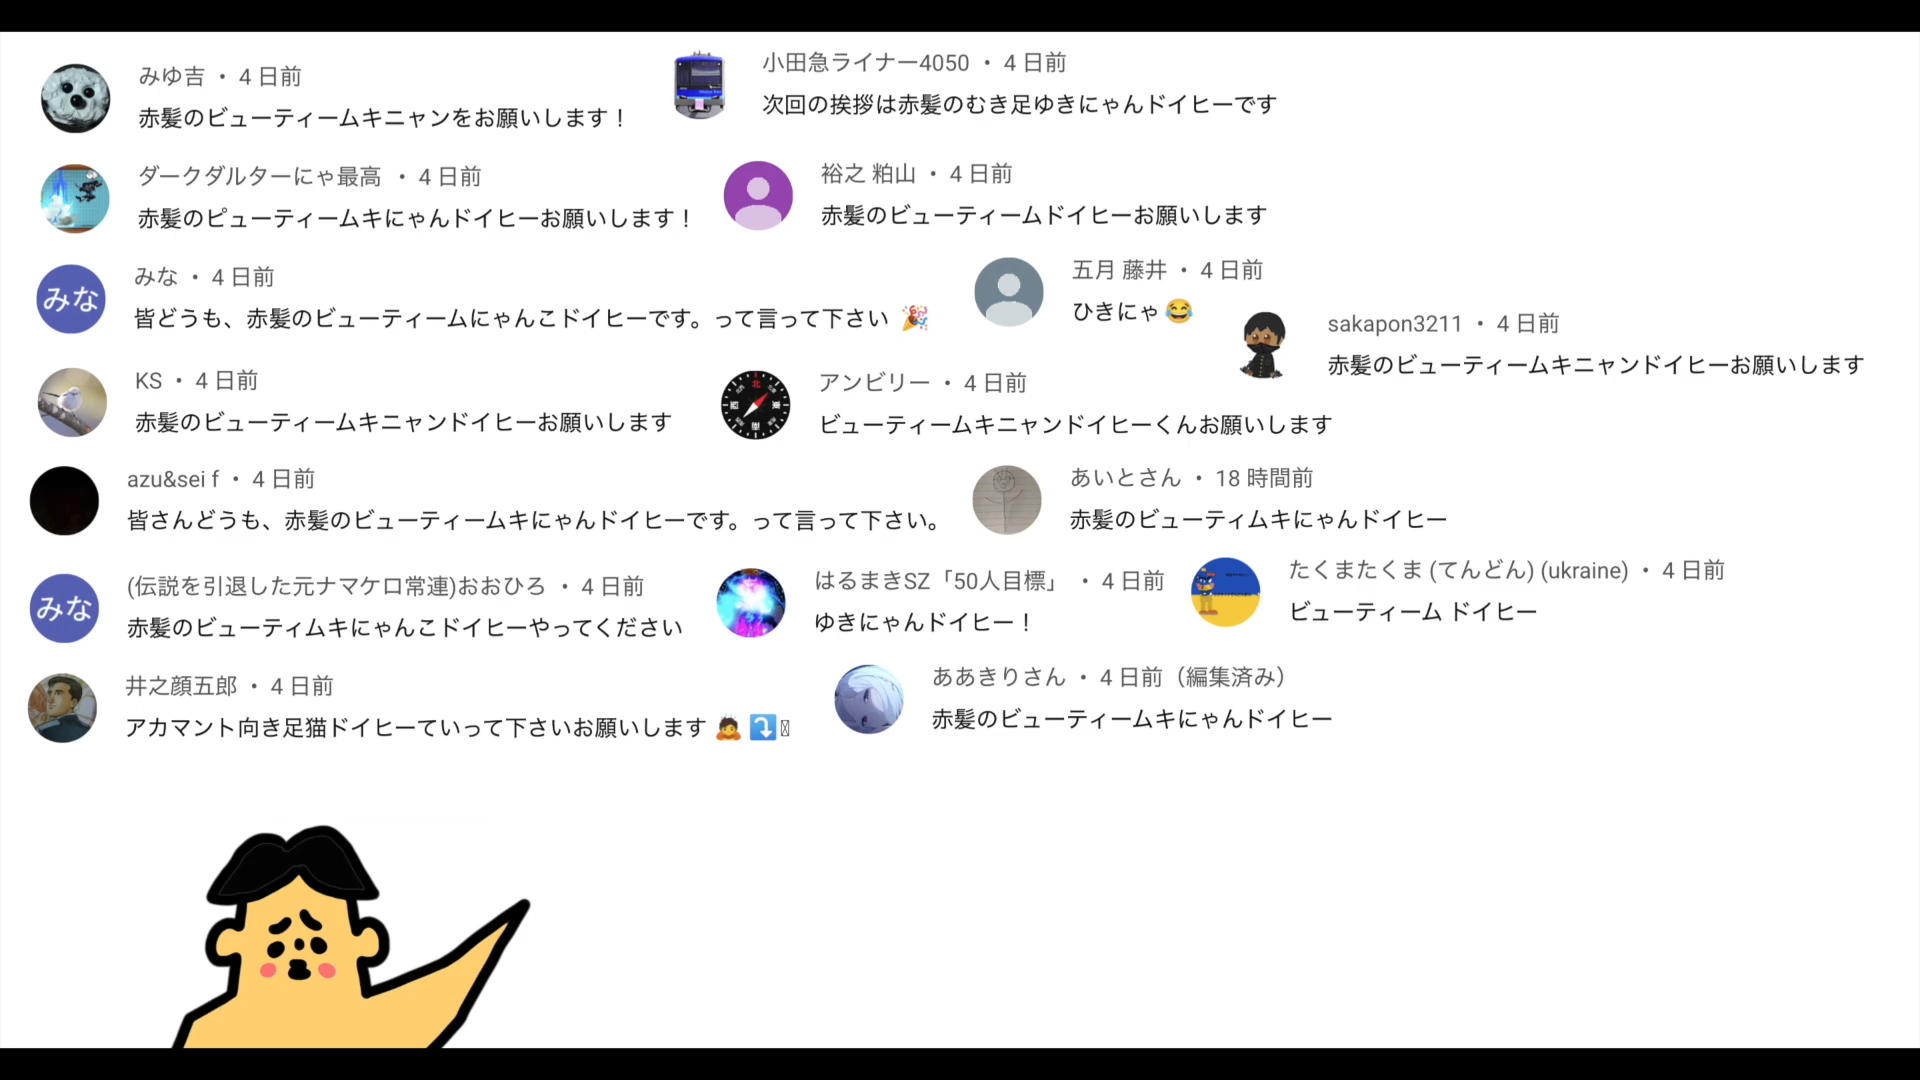 みゆ吉 ・ 4 日前
赤髪のビューティームキニャンをお願いします！
小田急ライナー4050 ・ 4 日前
次回の挨拶は赤髪のむき足ゆきにゃんドイヒーです
ダークダルターにゃ最高 ・ 4 日前
赤髪のピューティームキにゃんドイヒーお願いします！
裕之 粕山 ・ 4 日前
赤髪のビューティームドイヒーお願いします
みな
みな ・ 4 日前
皆どうも、赤髪のビューティームにゃんこドイヒーです。って言って下さい 🎉
五月 藤井 ・ 4 日前
ひきにゃ😂
sakapon3211 ・ 4 日前
赤髪のビューティームキニャンドイヒーお願いします
KS ・ 4 日前
赤髪のビューティームキニャンドイヒーお願いします
北
東
南
西
アンビリー ・ 4 日前
ビューティームキニャンドイヒーくんお願いします
azu&sei f ・ 4 日前
皆さんどうも、赤髪のビューティームキにゃんドイヒーです。って言って下さい。
あいとさん ・ 18 時間前
赤髪のビューティムキにゃんドイヒー
みな
(伝説を引退した元ナマケロ常連)おおひろ ・ 4 日前
赤髪のビューティムキにゃんこドイヒーやってください
はるまきSZ「50人目標」 ・ 4 日前
ゆきにゃんドイヒー！
たくまたくま (てんどん) (ukraine) ・ 4 日前
ビューティーム ドイヒー
井之顔五郎 ・ 4 日前
アカマント向き足猫ドイヒーていって下さいお願いします 🙇 ⤵️
ああきりさん ・ 4 日前（編集済み）
赤髪のビューティームキにゃんドイヒー